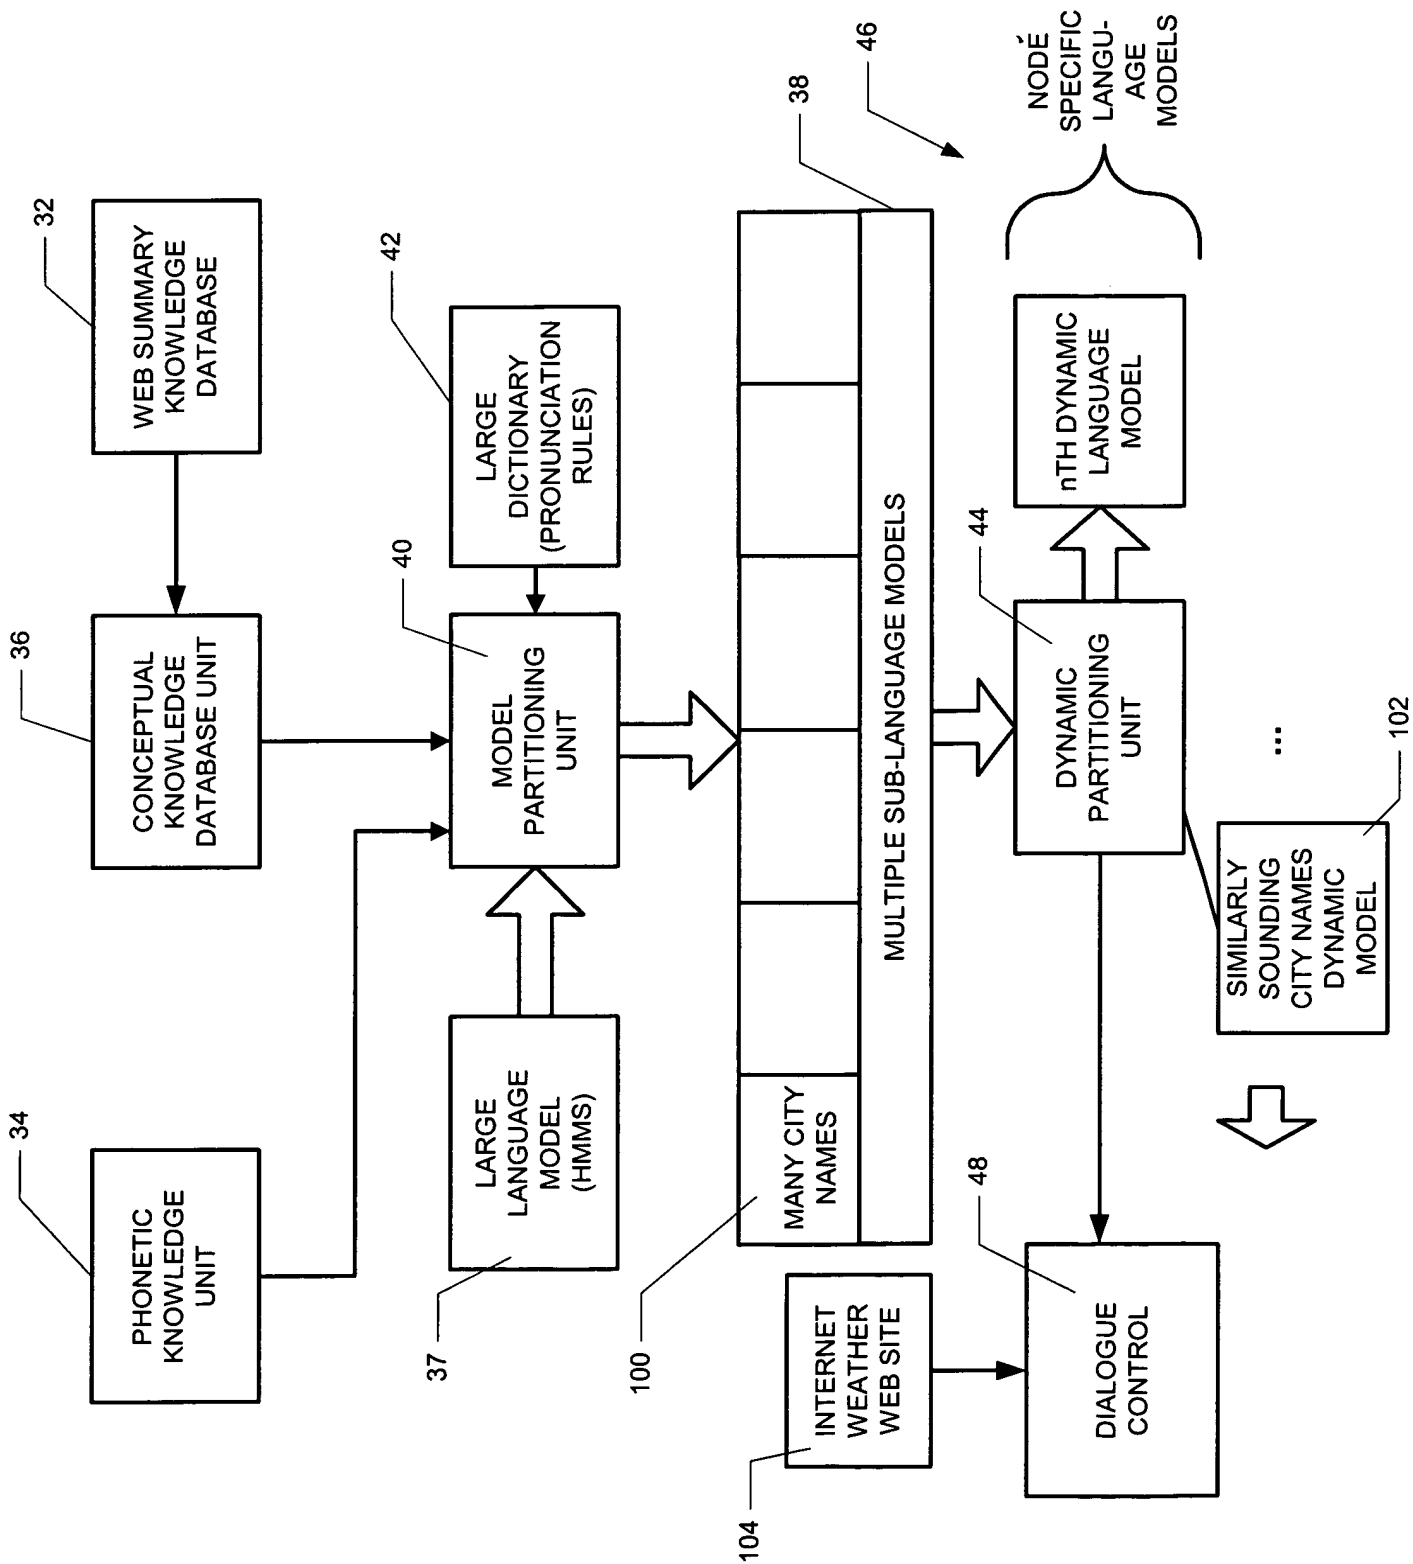 34
PHONETIC
KNOWLEDGE
UNIT
36
CONCEPTUAL
KNOWLEDGE
DATABASE UNIT
32
WEB SUMMARY
KNOWLEDGE
DATABASE
37
LARGE
LANGUAGE
MODEL
(HMMS)
40
MODEL
PARTITIONING
UNIT
42
LARGE
DICTIONARY
(PRONUNCIATION
RULES)
100
MANY CITY
NAMES
38
MULTIPLE SUB-LANGUAGE MODELS
104
INTERNET
WEATHER
WEB SITE
46
48
DIALOGUE
CONTROL
44
DYNAMIC
PARTITIONING
UNIT
nTH DYNAMIC
LANGUAGE
MODEL
NODE
SPECIFIC
LANGU-
AGE
MODELS
SIMILARLY
SOUNDING
CITY NAMES
DYNAMIC
MODEL
...
102